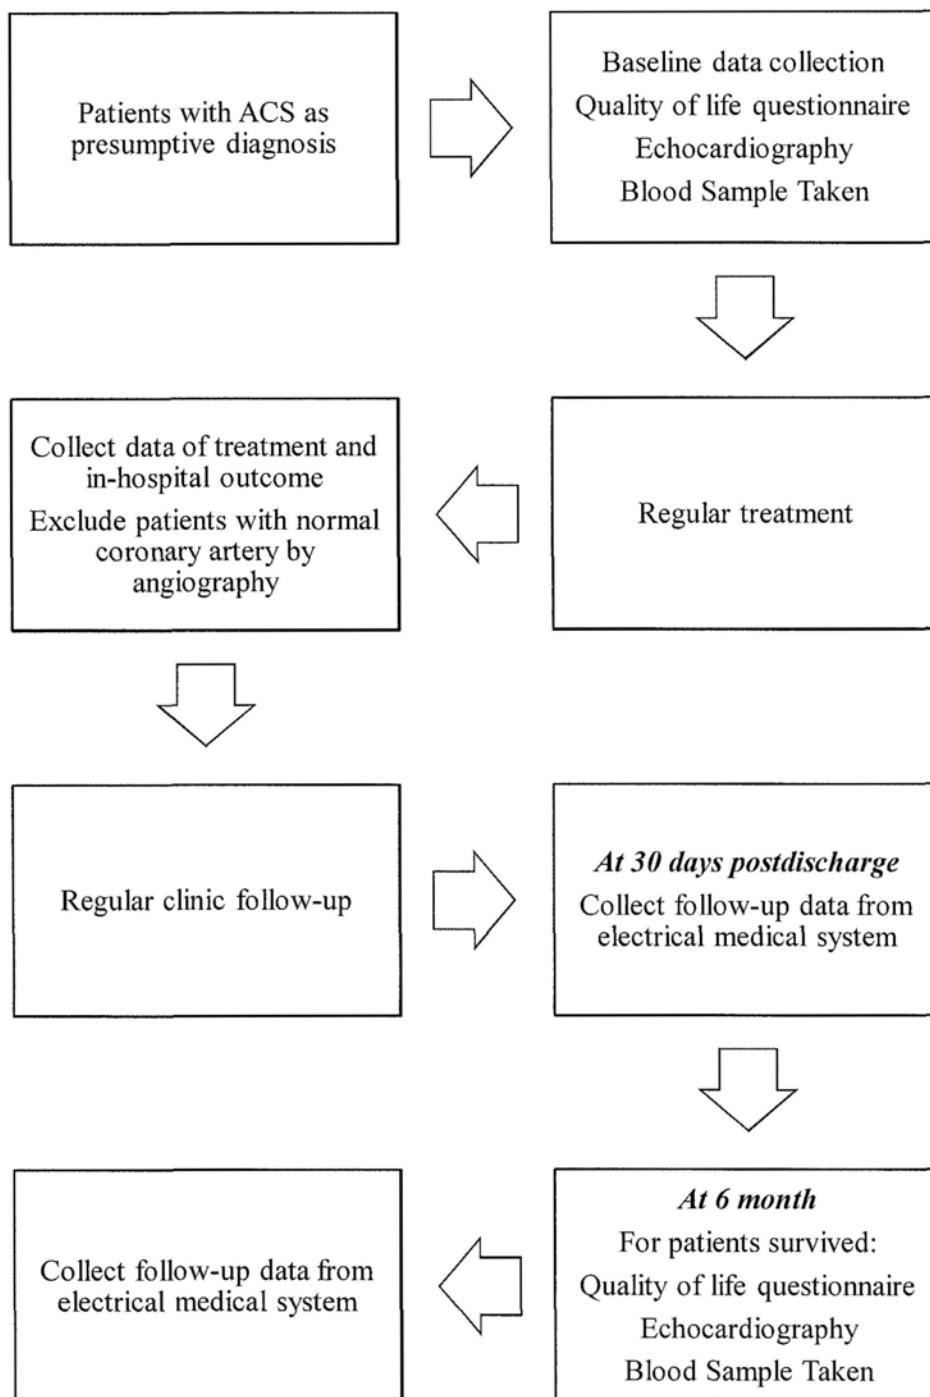 Patients with ACS as
presumptive diagnosis
Baseline data collection
Quality of life questionnaire
Echocardiography
Blood Sample Taken
Regular treatment
Collect data of treatment and
in-hospital outcome
Exclude patients with normal
coronary artery by
angiography
Regular clinic follow-up
At 30 days postdischarge
Collect follow-up data from
electrical medical system
At 6 month
For patients survived:
Quality of life questionnaire
Echocardiography
Blood Sample Taken
Collect follow-up data from
electrical medical system